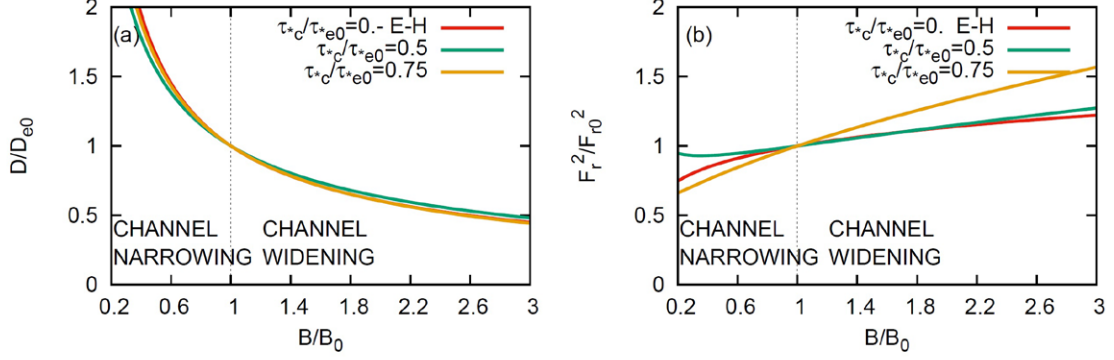 (a)
τ*c/τ*e0=0.- E-H
τ*c/τ*e0=0.5
τ*c/τ*e0=0.75
D/De0
2
1.5
1
0.5
0
CHANNEL CHANNEL
NARROWING WIDENING
0.2 0.6 1 1.4 1.8 2.2 2.6 3
B/B0
(b)
τ*c/τ*e0=0. E-H
τ*c/τ*e0=0.5
τ*c/τ*e0=0.75
Fr²/Fr0²
2
1.5
1
0.5
0
CHANNEL CHANNEL
NARROWING WIDENING
0.2 0.6 1 1.4 1.8 2.2 2.6 3
B/B0